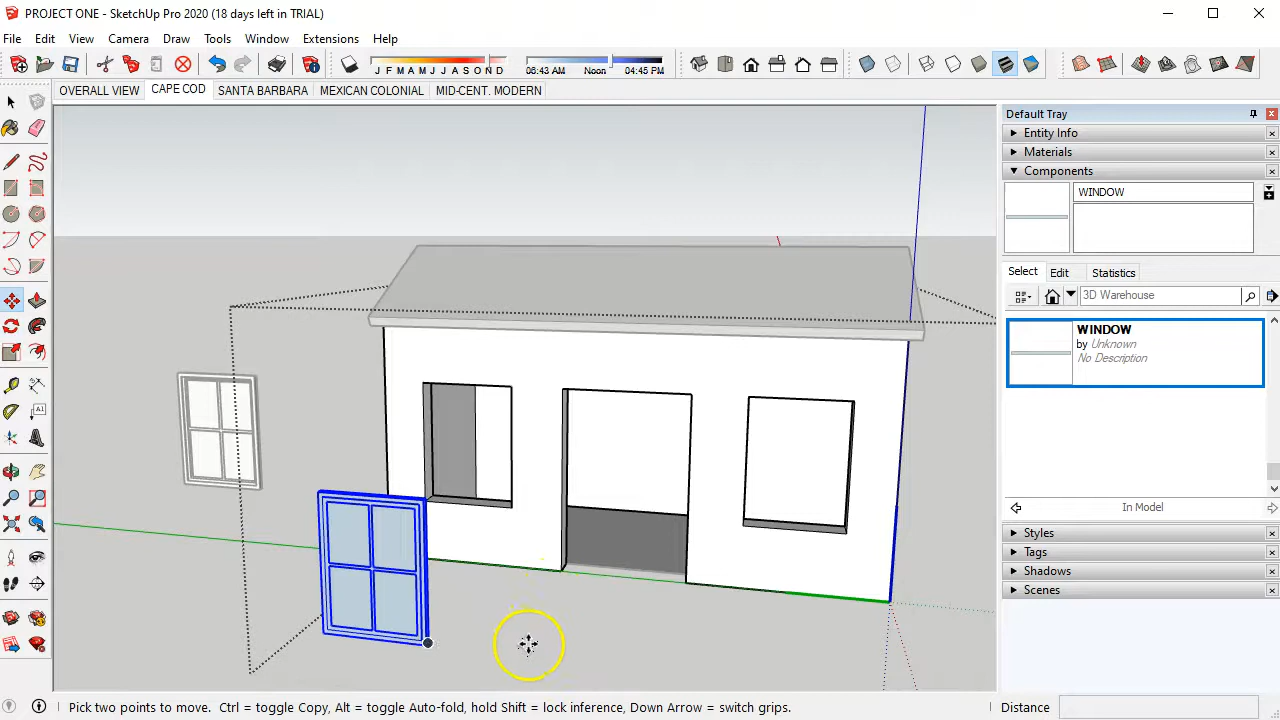 PROJECT ONE - SketchUp Pro 2020 (18 days left in TRIAL)
File Edit View Camera Draw Tools Window Extensions Help
J F M A M J J A S O N D
06:43 AM Noon 04:45 PM
OVERALL VIEW CAPE COD SANTA BARBARA MEXICAN COLONIAL MID-CENT. MODERN
Default Tray
Entity Info
Materials
Components
WINDOW
Select Edit Statistics
3D Warehouse
WINDOW
by Unknown
No Description
In Model
Styles
Tags
Shadows
Scenes
Pick two points to move. Ctrl = toggle Copy, Alt = toggle Auto-fold, hold Shift = lock inference, Down Arrow = switch grips.
Distance